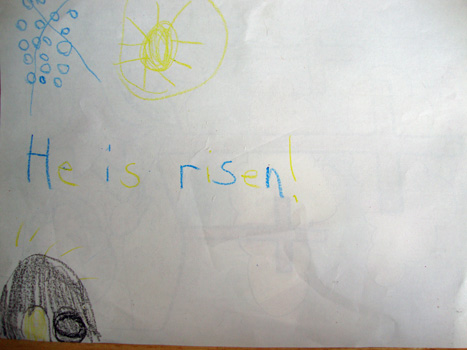 He is risen!